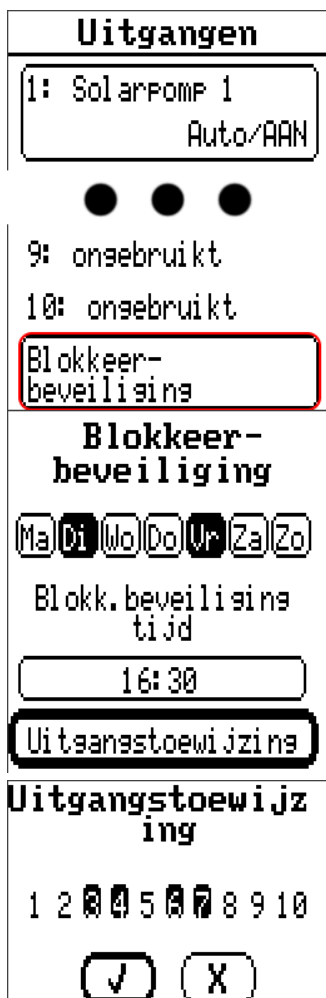 Uitgangen
1: Solarpomp 1
Auto/AAN
9: ongebruikt
10: ongebruikt
Blokkeer-
beveiliging
Blokkeer-
beveiliging
Ma Di Wo Do Vr Za Zo
Blokk.beveiliging
tijd
16:30
Uitgangstoewijzing
Uitgangstoewijz
ing
1 2 3 4 5 6 7 8 9 10
√ X